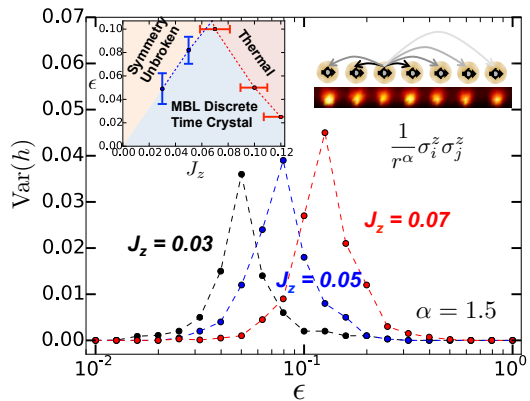 0.07
0.06
0.05
0.04
0.03
0.02
0.01
0.00
Var(h)
10⁻²
10⁻¹
10⁰
ϵ
J_z = 0.03
J_z = 0.05
J_z = 0.07
α = 1.5
0.10
0.08
0.06
0.04
0.02
0.00
ϵ
0.00 0.02 0.04 0.06 0.08 0.10 0.12
J_z
Symmetry
Unbroken
Thermal
MBL Discrete
Time Crystal
1/r^α σ_i^z σ_j^z